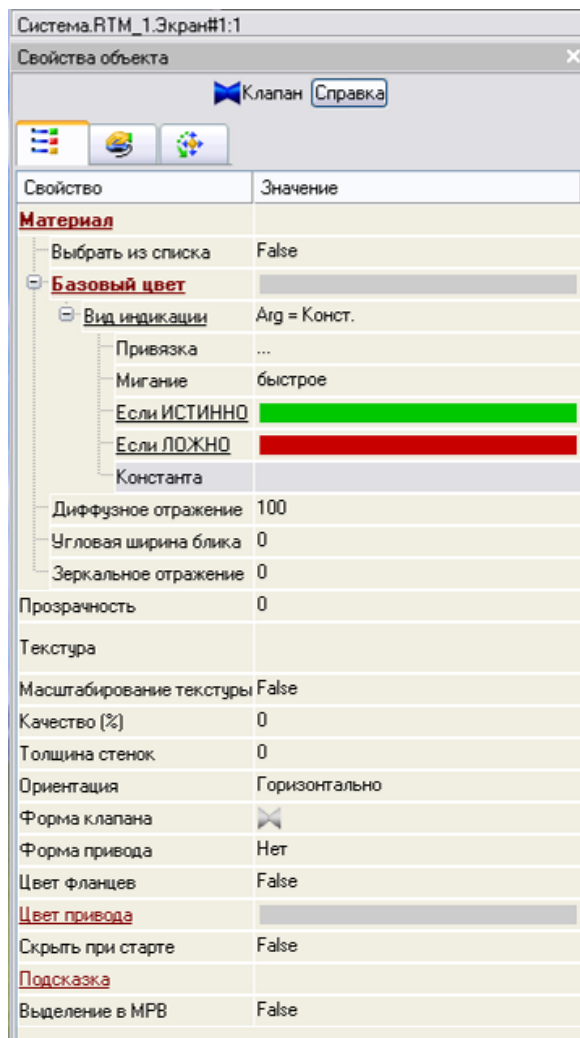 Система.RTM_1.Экран#1:1
Свойства объекта
Клапан Справка
Свойство Значение
Материал
Выбрать из списка False
Базовый цвет
Вид индикации Arg = Конст.
Привязка ...
Мигание быстрое
Если ИСТИННО
Если ЛОЖНО
Константа
Диффузное отражение 100
Угловая ширина блика 0
Зеркальное отражение 0
Прозрачность 0
Текстура
Масштабирование текстуры False
Качество (%) 0
Толщина стенок 0
Ориентация Горизонтально
Форма клапана
Форма привода Нет
Цвет фланцев False
Цвет привода
Скрыть при старте False
Подсказка
Выделение в МРВ False